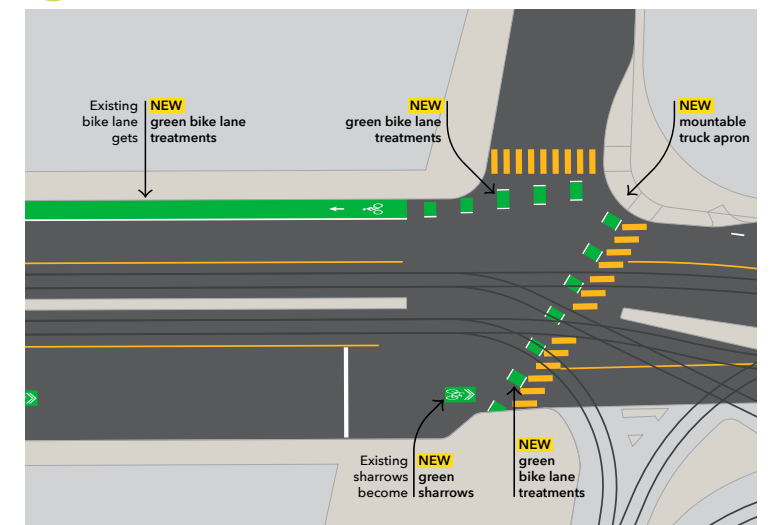 Existing
bike lane
gets
NEW
green bike lane
treatments
NEW
green bike lane
treatments
NEW
mountable
truck apron
Existing
sharrows
become
NEW
green
sharrows
NEW
green
bike lane
treatments